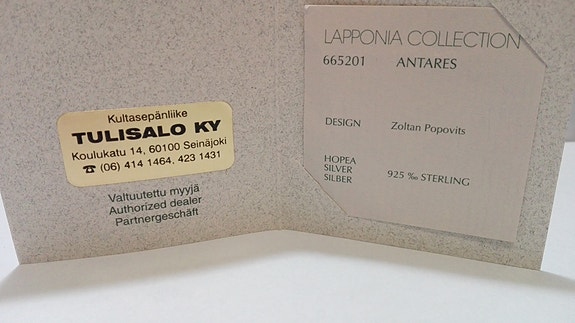 Kultasepänliike
TULISALO KY
Koulukatu 14, 60100 Seinäjoki
☎ (06) 414 1464, 423 1431
Valtuutettu myyjä
Authorized dealer
Partnergeschäft
LAPPONIA COLLECTION
665201 ANTARES
DESIGN Zoltan Popovits
HOPEA
SILVER 925 ‰ STERLING
SILBER